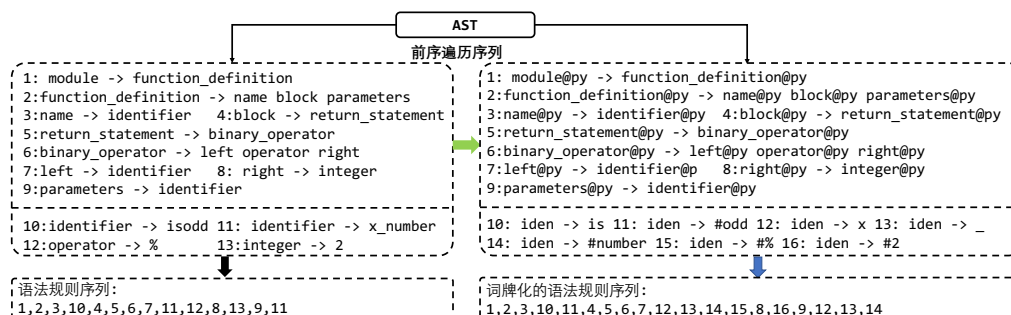 AST
前序遍历序列
1: module -> function_definition
2:function_definition -> name block parameters
3:name -> identifier 4:block -> return_statement
5:return_statement -> binary_operator
6:binary_operator -> left operator right
7:left -> identifier 8: right -> integer
9:parameters -> identifier
10:identifier -> isodd 11: identifier -> x_number
12:operator -> % 13:integer -> 2
语法规则序列:
1,2,3,10,4,5,6,7,11,12,8,13,9,11
1: module@py -> function_definition@py
2:function_definition@py -> name@py block@py parameters@py
3:name@py -> identifier@py 4:block@py -> return_statement@py
5:return_statement@py -> binary_operator@py
6:binary_operator@py -> left@py operator@py right@py
7:left@py -> identifier@p 8:right@py -> integer@py
9:parameters@py -> identifier@py
10: iden -> is 11: iden -> #odd 12: iden -> x 13: iden -> _
14: iden -> #number 15: iden -> #% 16: iden -> #2
词牌化的语法规则序列:
1,2,3,10,11,4,5,6,7,12,13,14,15,8,16,9,12,13,14